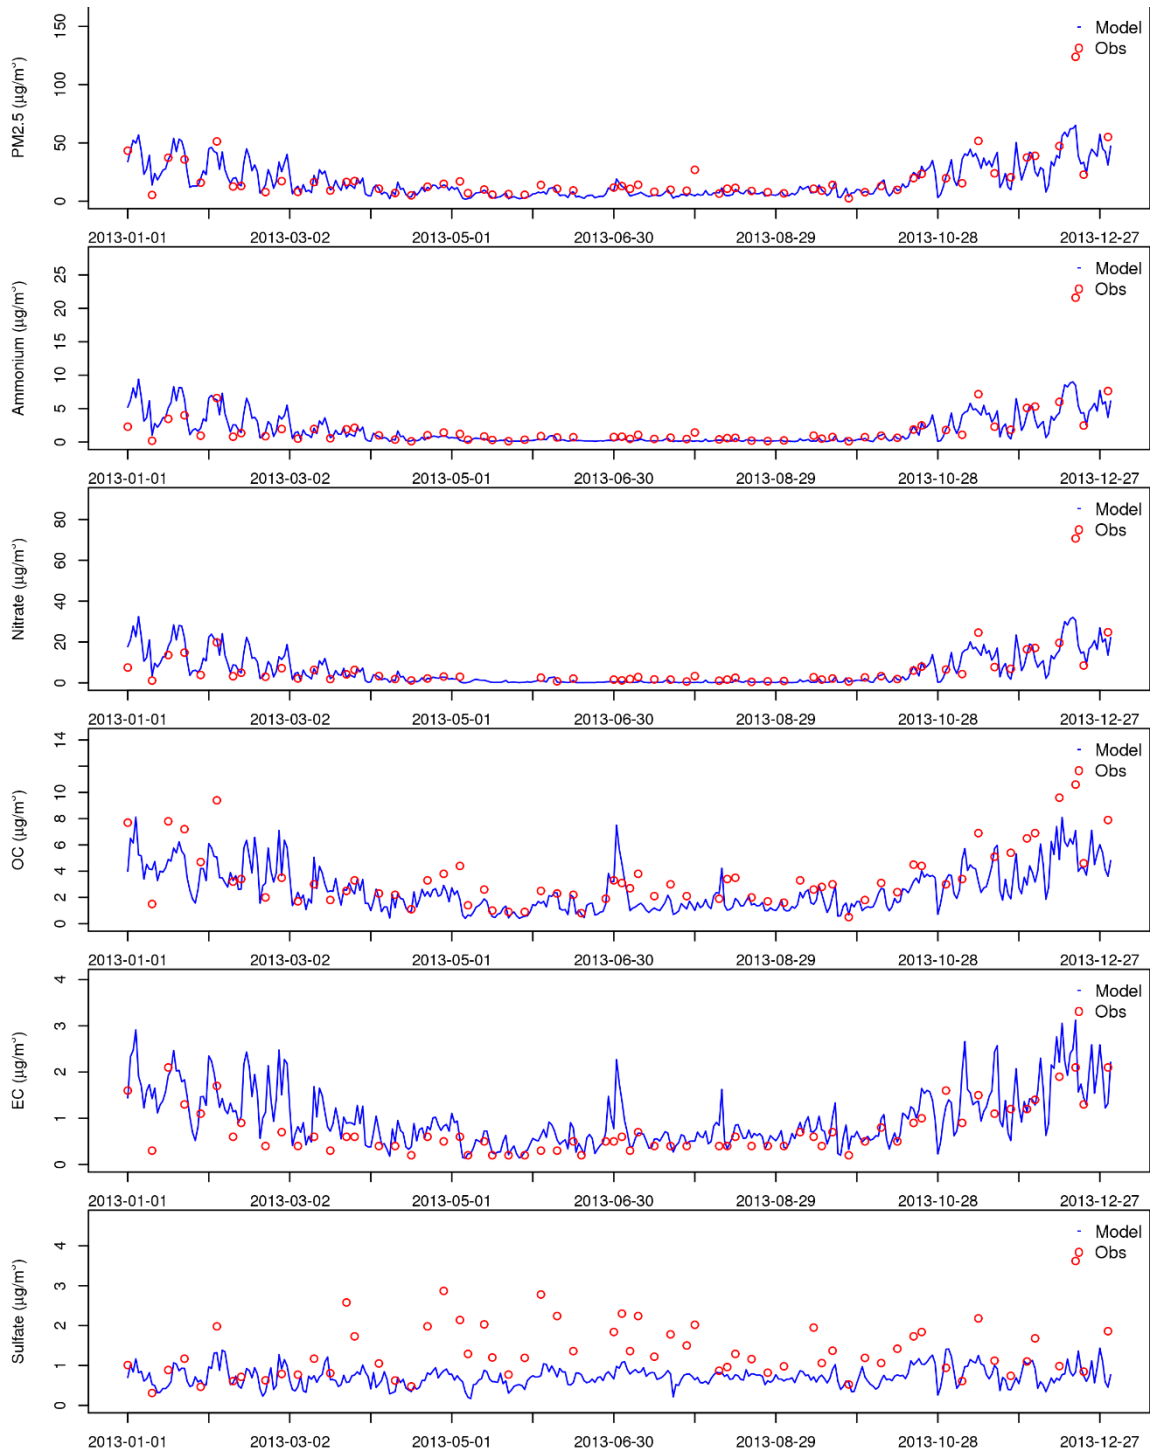 PM2.5 (μg/m³)
0 50 100 150
Model
Obs
2013-01-01 2013-03-02 2013-05-01 2013-06-30 2013-08-29 2013-10-28 2013-12-27
Ammonium (μg/m³)
0 5 10 15 20 25
Model
Obs
2013-01-01 2013-03-02 2013-05-01 2013-06-30 2013-08-29 2013-10-28 2013-12-27
Nitrate (μg/m³)
0 20 40 60 80
Model
Obs
2013-01-01 2013-03-02 2013-05-01 2013-06-30 2013-08-29 2013-10-28 2013-12-27
OC (μg/m³)
0 2 4 6 8 10 14
Model
Obs
2013-01-01 2013-03-02 2013-05-01 2013-06-30 2013-08-29 2013-10-28 2013-12-27
EC (μg/m³)
0 1 2 3 4
Model
Obs
2013-01-01 2013-03-02 2013-05-01 2013-06-30 2013-08-29 2013-10-28 2013-12-27
Sulfate (μg/m³)
0 1 2 3 4
Model
Obs
2013-01-01 2013-03-02 2013-05-01 2013-06-30 2013-08-29 2013-10-28 2013-12-27